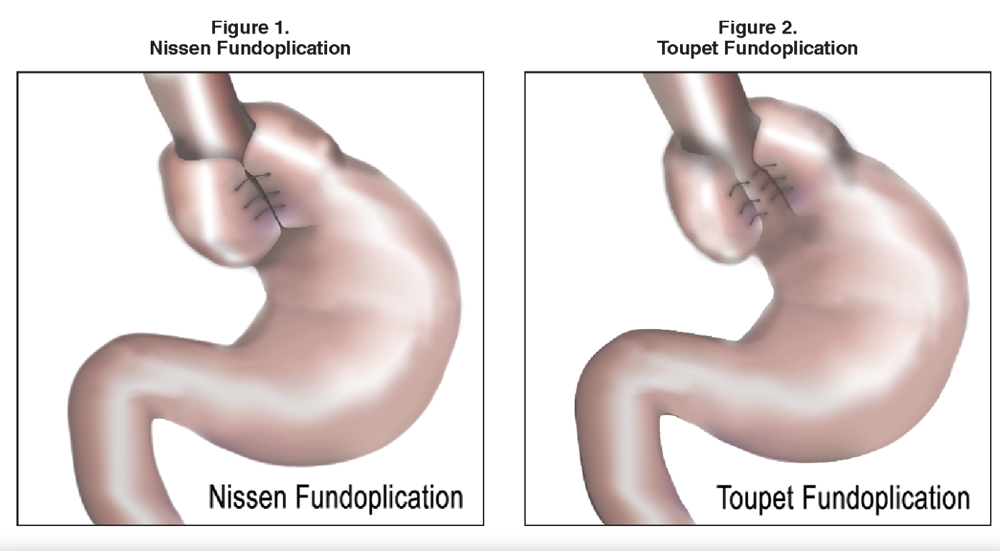 Figure 1.
Nissen Fundoplication
Nissen Fundoplication
Figure 2.
Toupet Fundoplication
Toupet Fundoplication